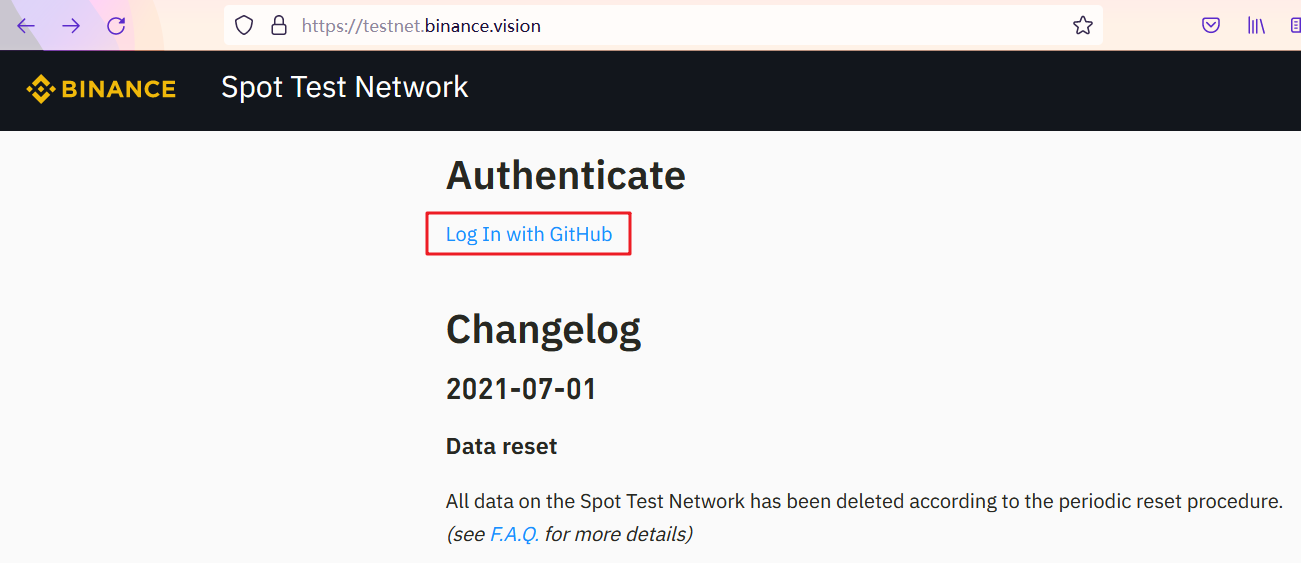 https://testnet.binance.vision
BINANCE
Spot Test Network
Authenticate
Log In with GitHub
Changelog
2021-07-01
Data reset
All data on the Spot Test Network has been deleted according to the periodic reset procedure.
(see F.A.Q. for more details)